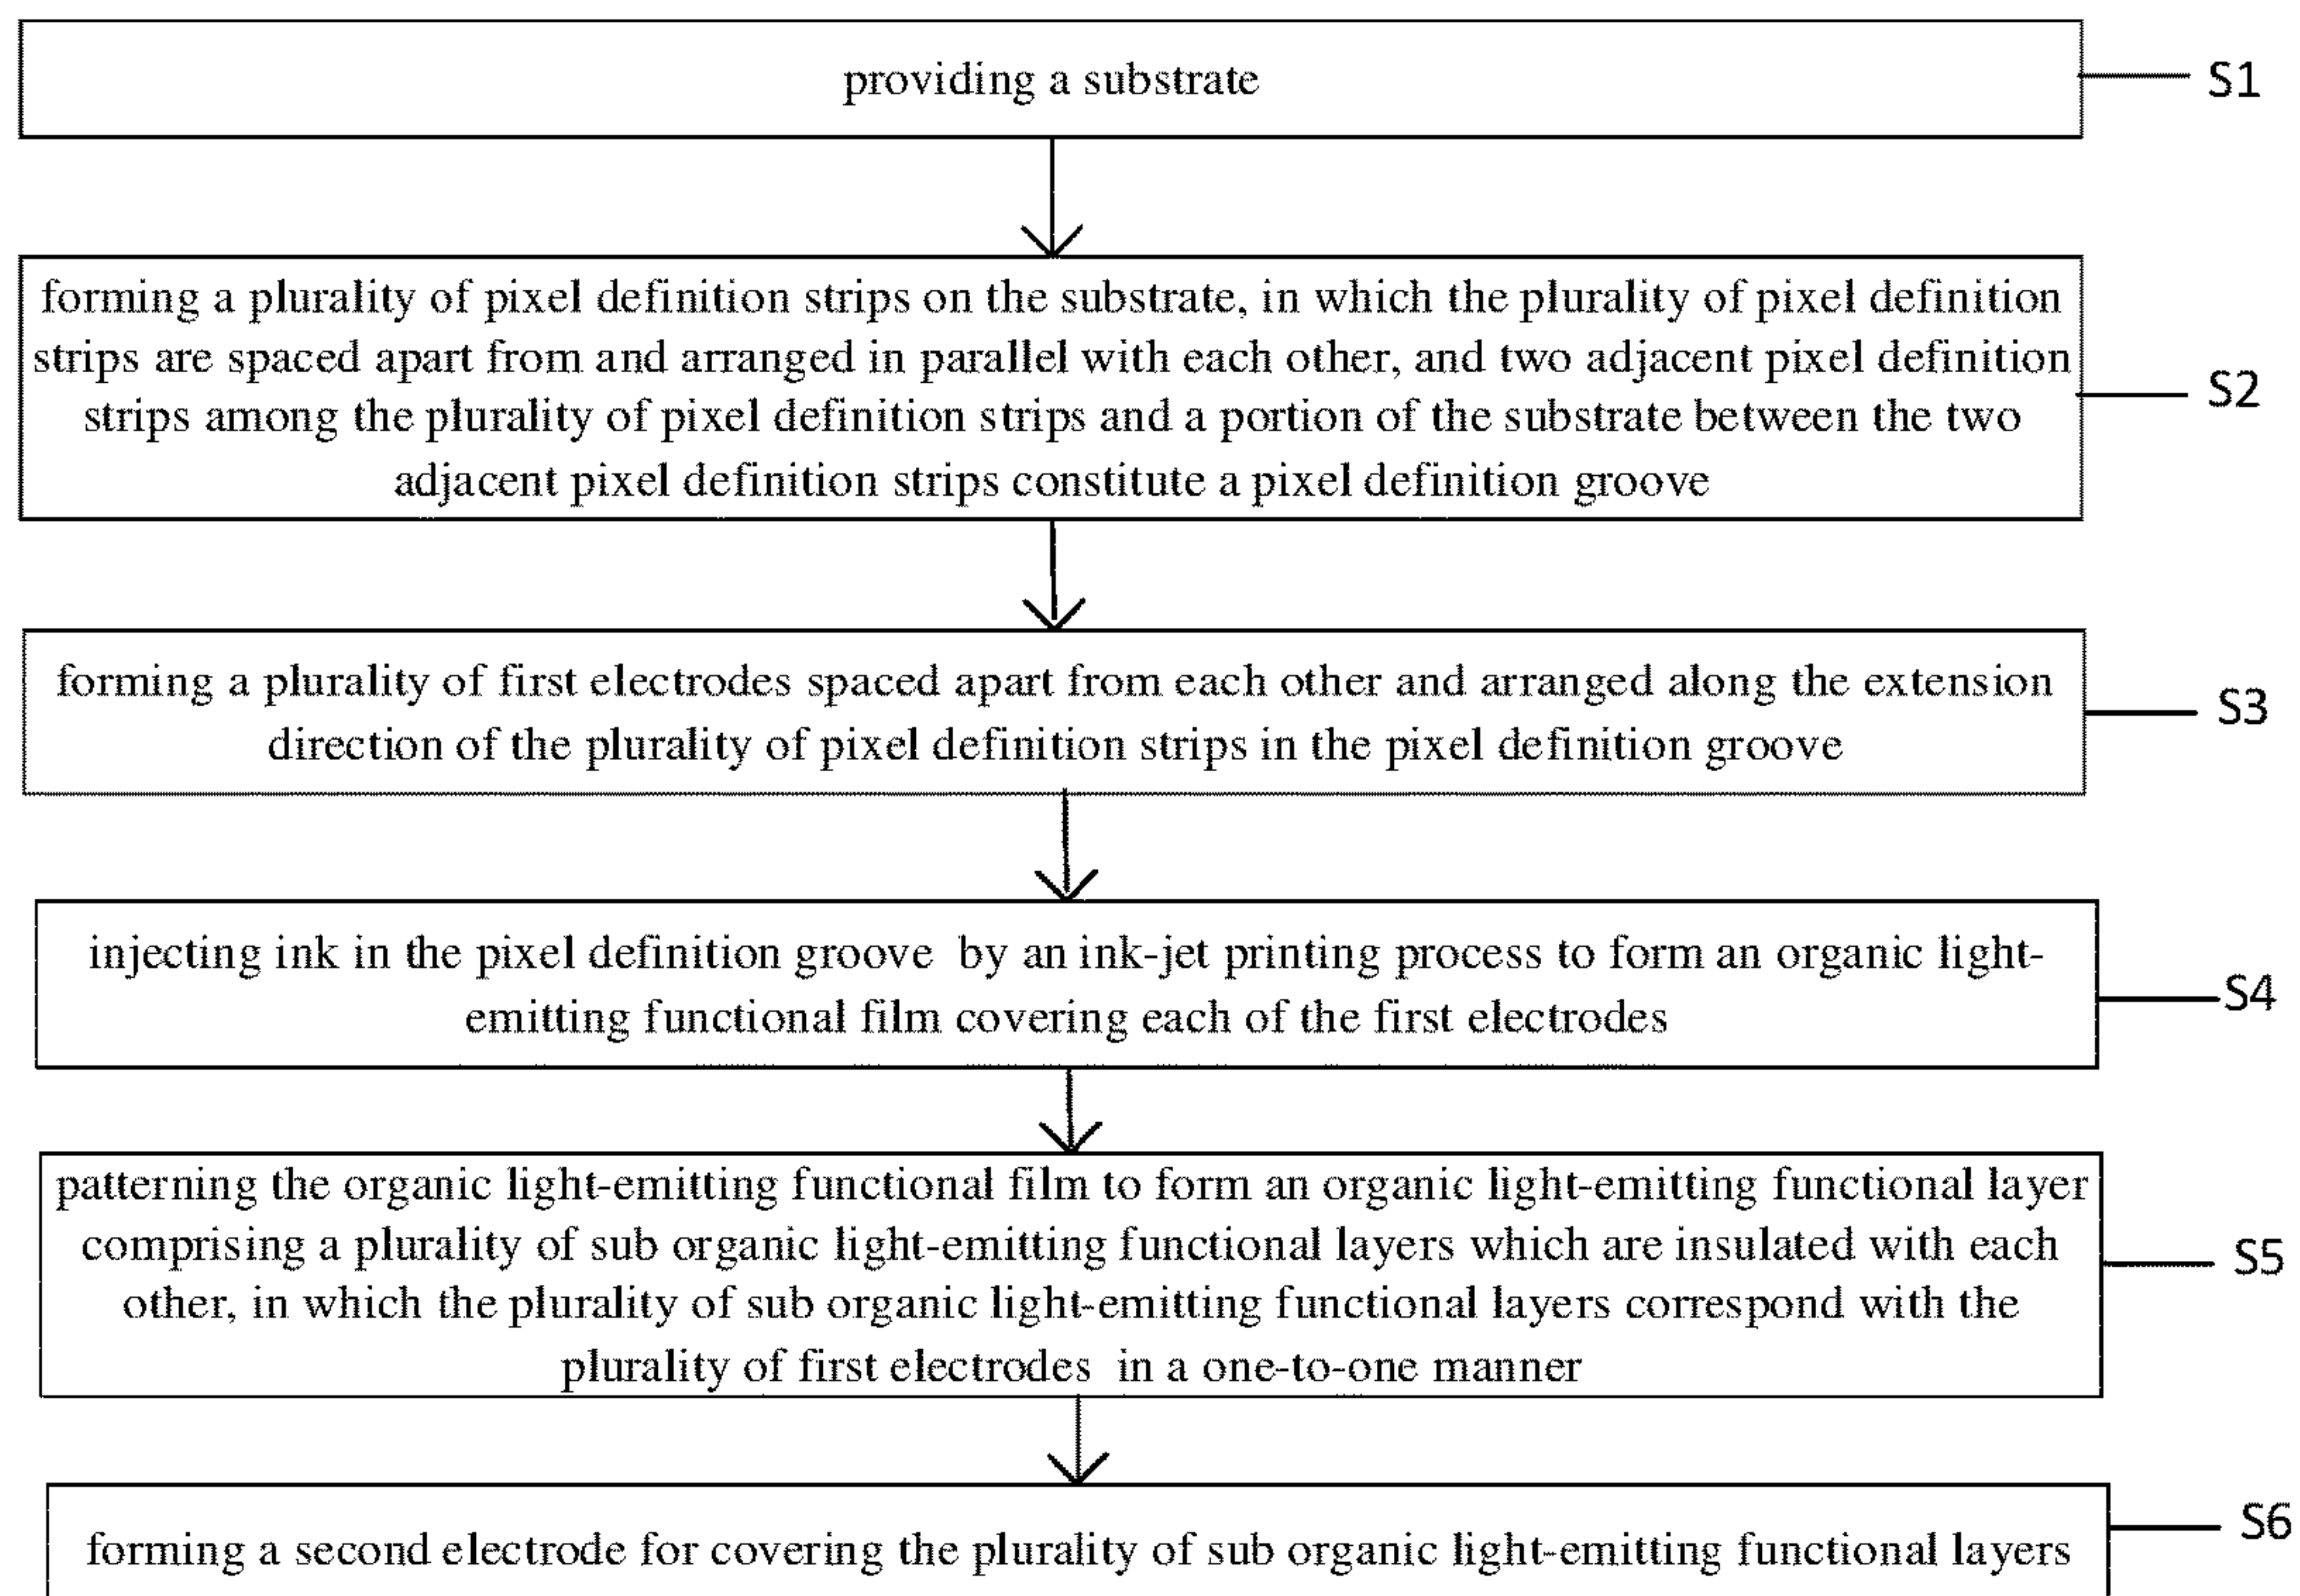 providing a substrate
S1
forming a plurality of pixel definition strips on the substrate, in which the plurality of pixel definition
strips are spaced apart from and arranged in parallel with each other, and two adjacent pixel definition
strips among the plurality of pixel definition strips and a portion of the substrate between the two
adjacent pixel definition strips constitute a pixel definition groove
S2
forming a plurality of first electrodes spaced apart from each other and arranged along the extension
direction of the plurality of pixel definition strips in the pixel definition groove
S3
injecting ink in the pixel definition groove by an ink-jet printing process to form an organic light-
emitting functional film covering each of the first electrodes
S4
patterning the organic light-emitting functional film to form an organic light-emitting functional layer
comprising a plurality of sub organic light-emitting functional layers which are insulated with each
other, in which the plurality of sub organic light-emitting functional layers correspond with the
plurality of first electrodes in a one-to-one manner
S5
forming a second electrode for covering the plurality of sub organic light-emitting functional layers
S6